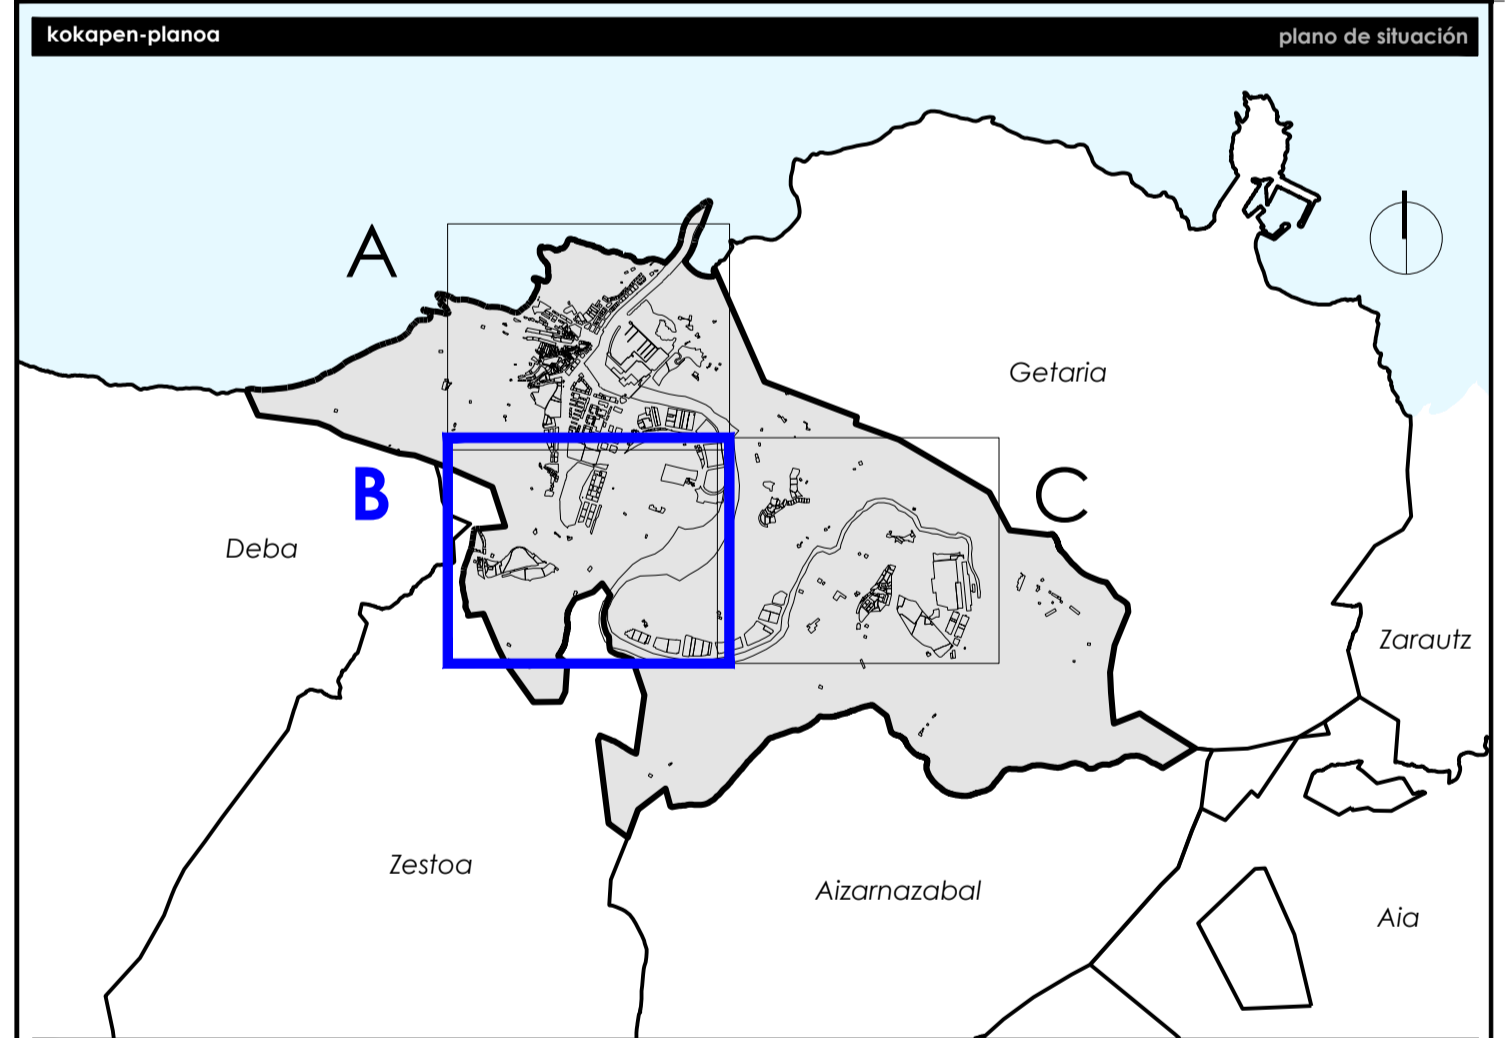 kokapen-planoa
plano de situación
A
Getaria
B
C
Deba
Zarautz
Zestoa
Aizarnazabal
Aia